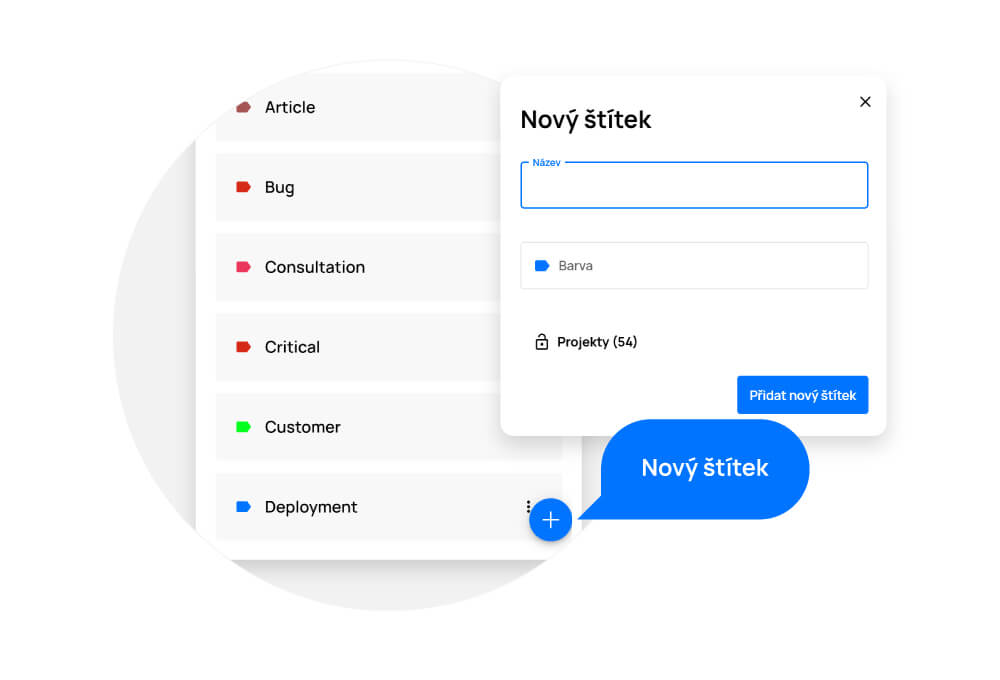 Article
Bug
Consultation
Critical
Customer
Deployment
Nový štítek
Název
Barva
Projekty (54)
Přidat nový štítek
Nový štítek